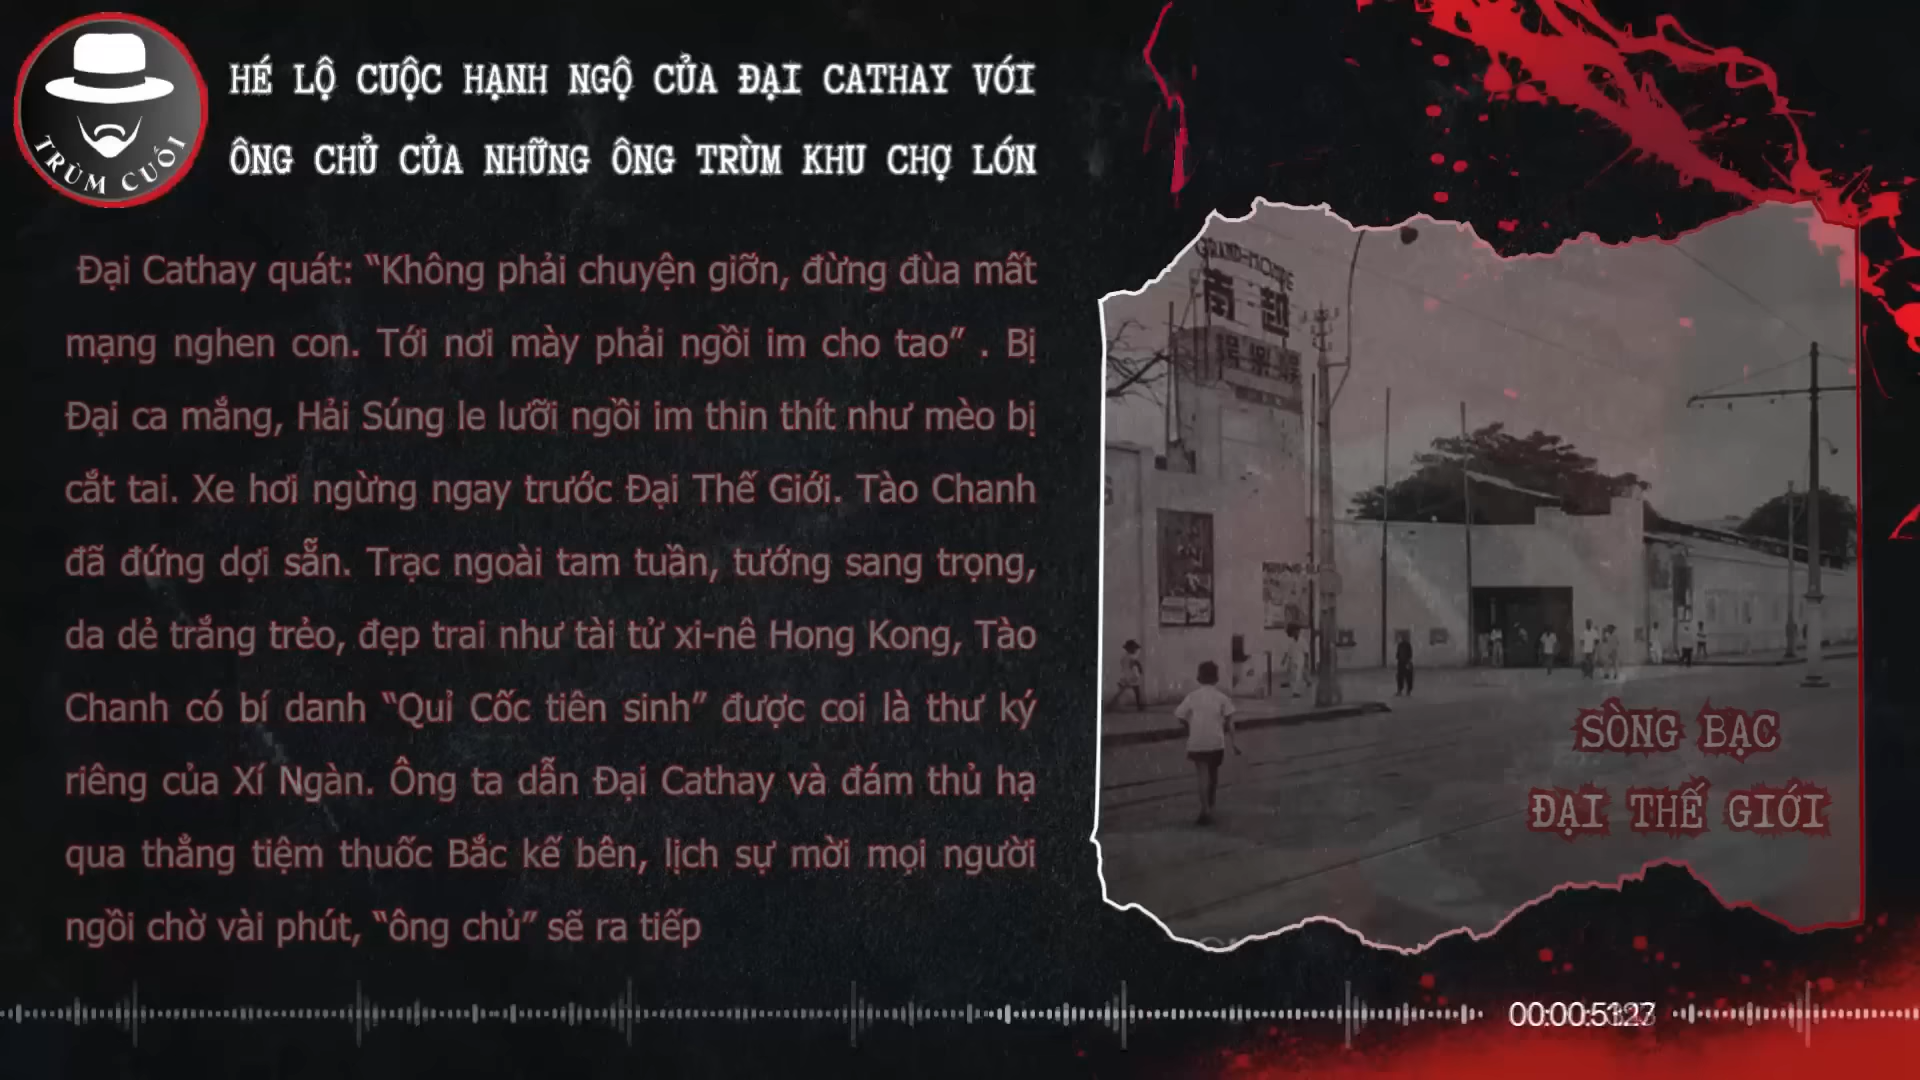 TRÙM CUỐI
HÉ LỘ CUỘC HẠNH NGỘ CỦA ĐẠI CATHAY VỚI
ÔNG CHỦ CỦA NHỮNG ÔNG TRÙM KHU CHỢ LỚN
Đại Cathay quát: “Không phải chuyện giỡn, đừng đùa mất
mạng nghen con. Tới nơi mày phải ngồi im cho tao” . Bị
Đại ca mắng, Hải Súng le lưỡi ngồi im thin thít như mèo bị
cắt tai. Xe hơi ngừng ngay trước Đại Thế Giới. Tào Chanh
đã đứng dợi sẵn. Trạc ngoài tam tuần, tướng sang trọng,
da dẻ trắng trẻo, đẹp trai như tài tử xi-nê Hong Kong, Tào
Chanh có bí danh “Quỉ Cốc tiên sinh” được coi là thư ký
riêng của Xí Ngàn. Ông ta dẫn Đại Cathay và đám thủ hạ
qua thẳng tiệm thuốc Bắc kế bên, lịch sự mời mọi người
ngồi chờ vài phút, “ông chủ” sẽ ra tiếp
GRAND-MONDE
南越
SÒNG BẠC
ĐẠI THẾ GIỚI